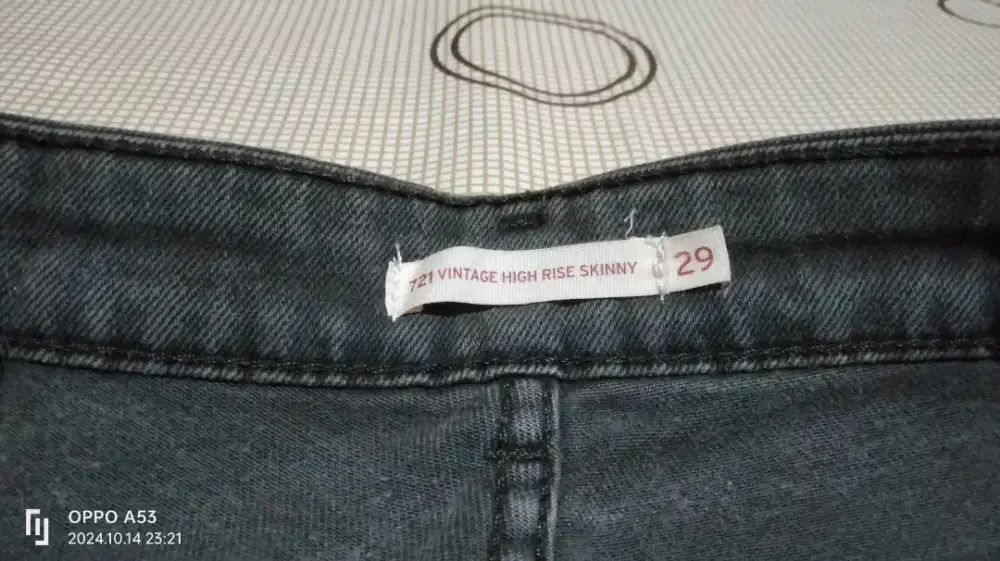 721 VINTAGE HIGH RISE SKINNY 29
OPPO A53
2024.10.14 23:21